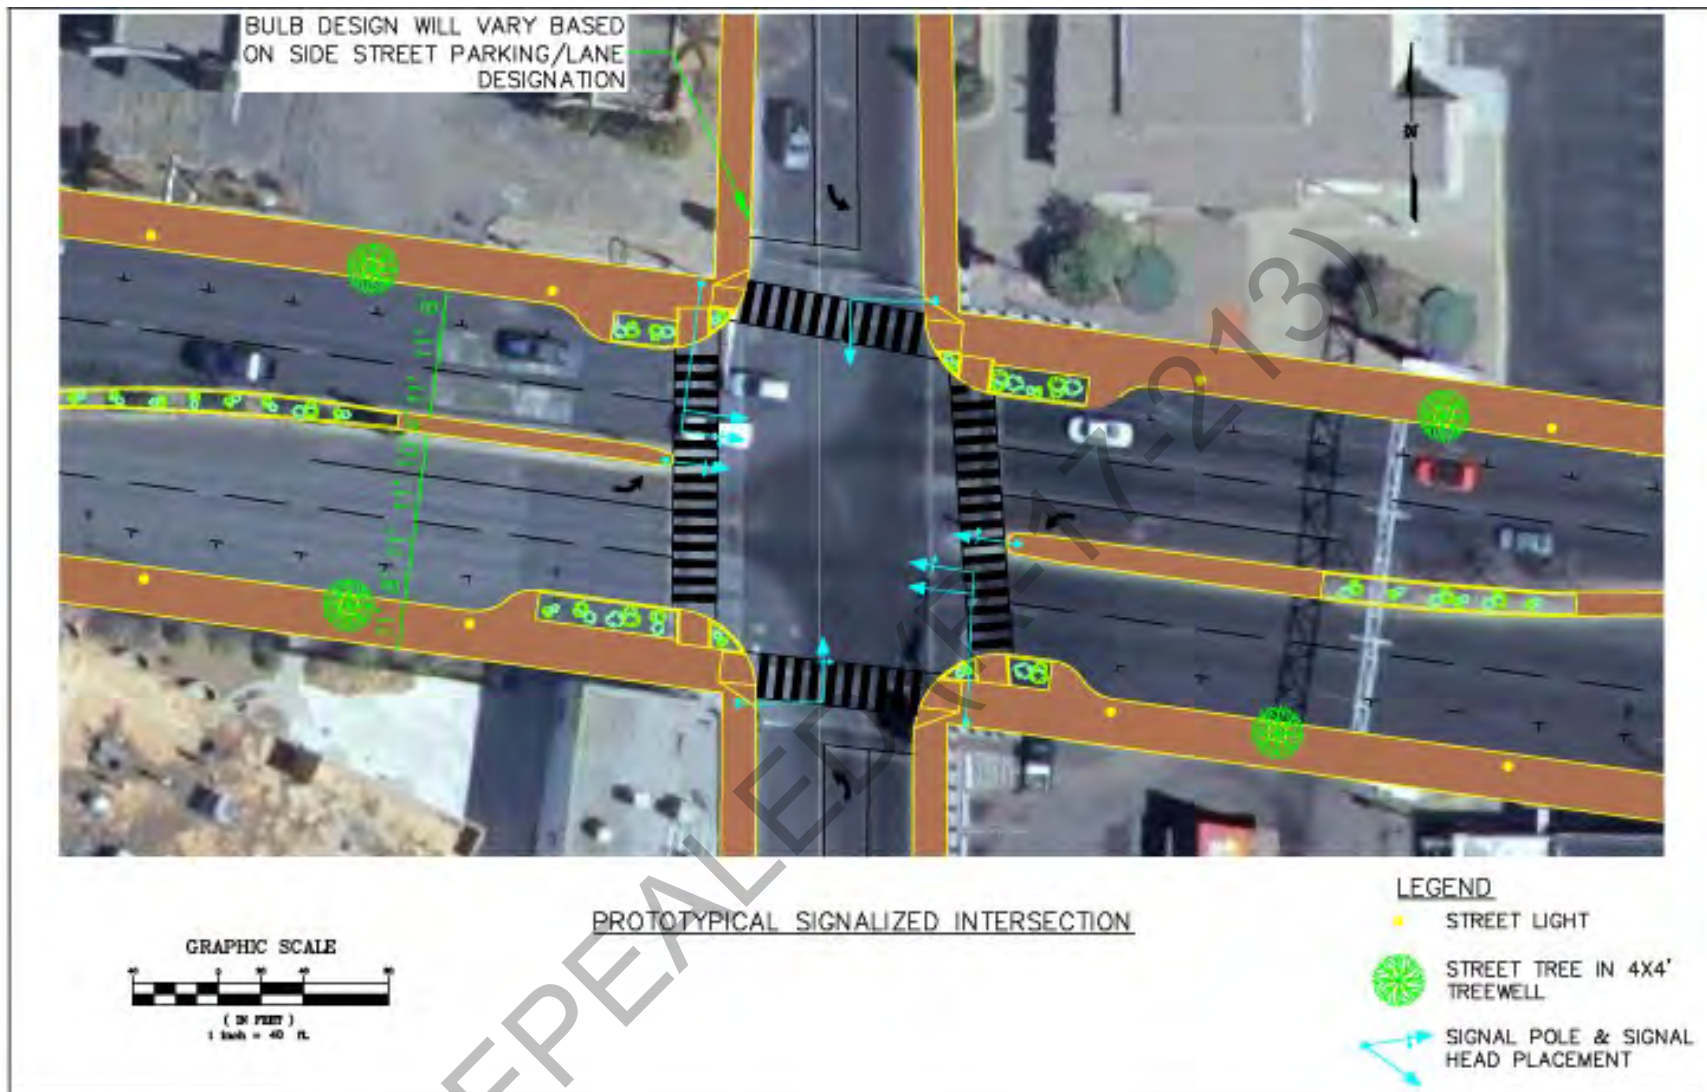 BULB DESIGN WILL VARY BASED
ON SIDE STREET PARKING/LANE
DESIGNATION
N
PROTOTYPICAL SIGNALIZED INTERSECTION
GRAPHIC SCALE
( IN FEET )
1 inch = 40 ft.
LEGEND
STREET LIGHT
STREET TREE IN 4X4'
TREEWELL
SIGNAL POLE & SIGNAL
HEAD PLACEMENT